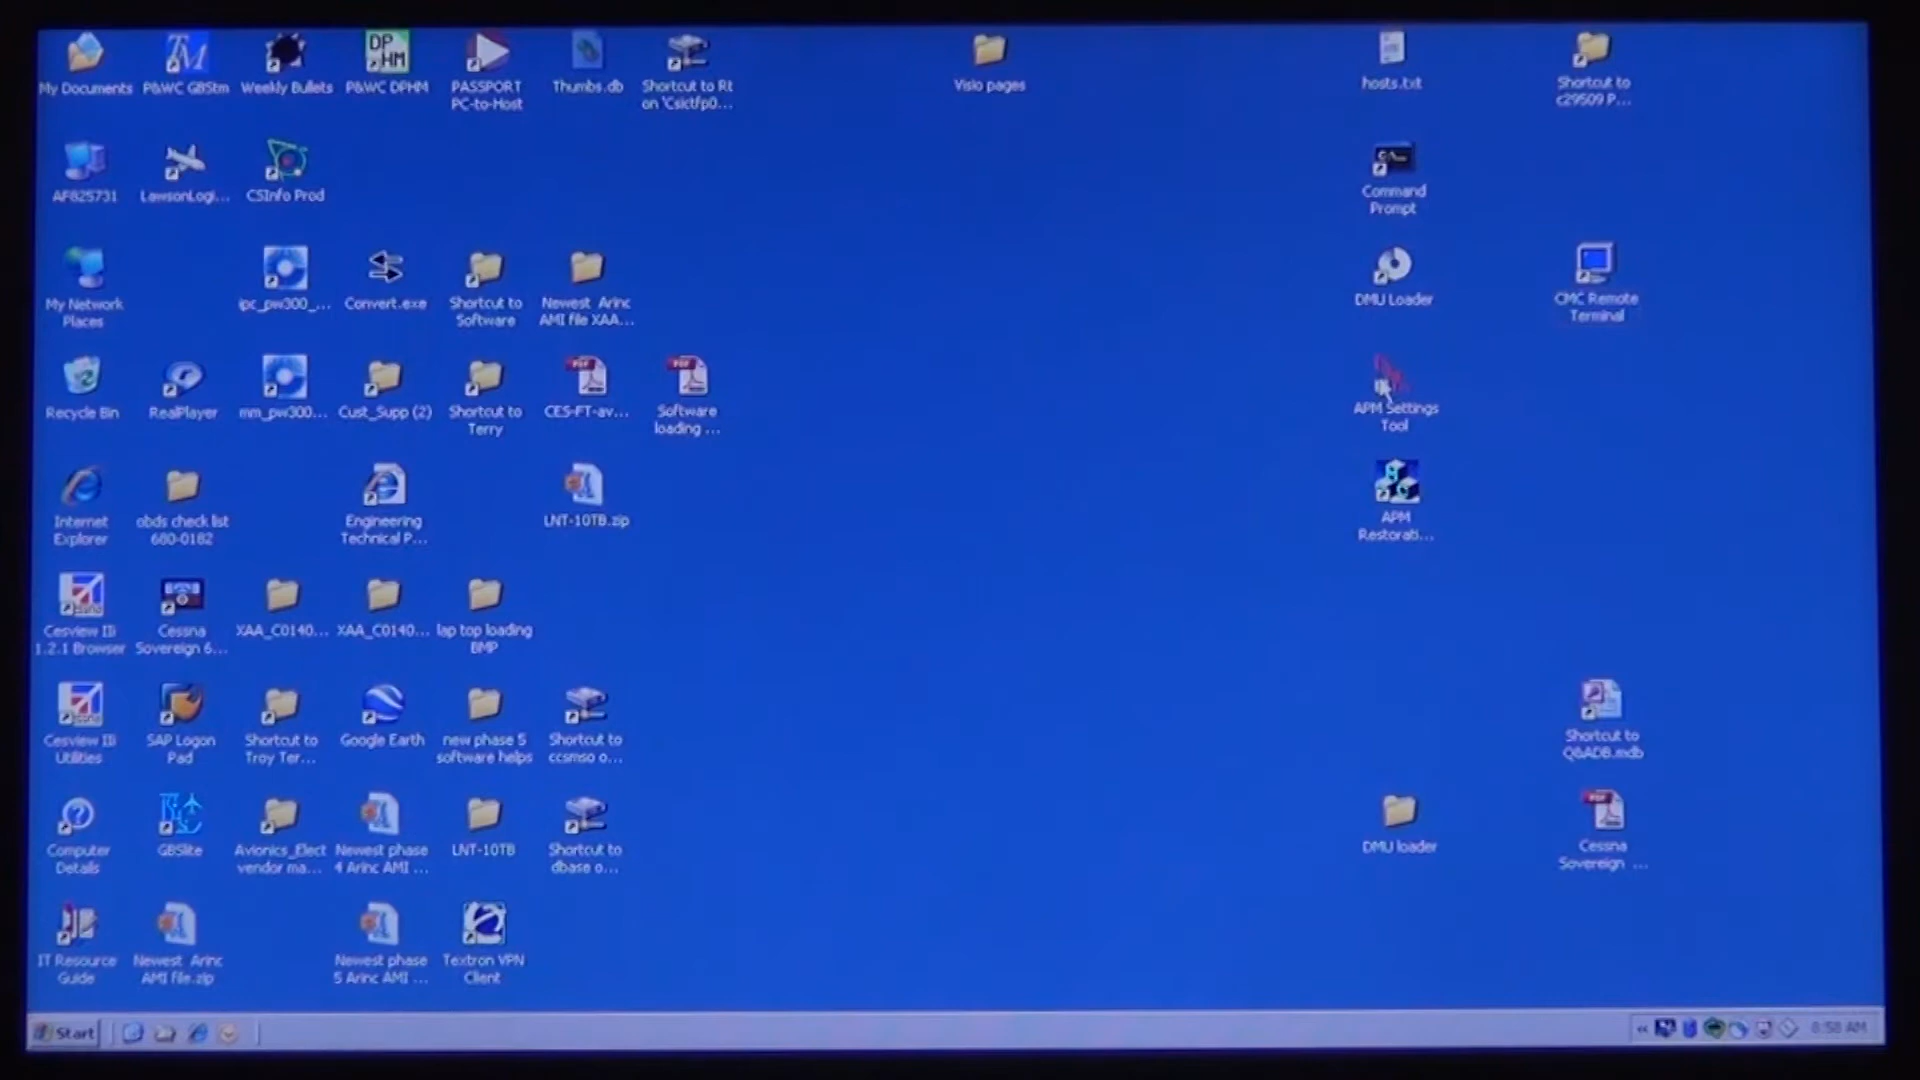 My Documents
P&WC GBStm
Weekly Bullets
DP
HM
P&WC DPHM
PASSPORT
PC-to-Host
Thumbs.db
Shortcut to Rt
on 'Csictfp0...
Visio pages
hosts.txt
Shortcut to
c29509 P...
AF825731
LawsonLogi...
CSInfo Prod
Command
Prompt
My Network
Places
ipc_pw300_...
Convert.exe
Shortcut to
Software
Newest Arinc
AMI file XAA...
DMU Loader
CMC Remote
Terminal
Recycle Bin
RealPlayer
mm_pw300...
Cust_Supp (2)
Shortcut to
Terry
PDF
CES-FT-av...
PDF
Software
loading ...
APM Settings
Tool
Internet
Explorer
obds check list
680-0182
Engineering
Technical P...
LNT-10TB.zip
APM
Restorati...
Cesview IIi
1.2.1 Browser
Cessna
Sovereign 6...
XAA_C0140...
XAA_C0140...
lap top loading
BMP
Cesview IIi
Utilities
SAP Logon
Pad
Shortcut to
Troy Ter...
Google Earth
new phase 5
software helps
Shortcut to
ccsmso o...
Shortcut to
Q&ADB.mdb
Computer
Details
GBSlite
Avionics_Elect
vendor ma...
Newest phase
4 Arinc AMI ...
LNT-10TB
Shortcut to
dbase o...
DMU loader
PDF
Cessna
Sovereign ...
IT Resource
Guide
Newest Arinc
AMI file.zip
Newest phase
5 Arinc AMI ...
Textron VPN
Client
Start
8:58 AM